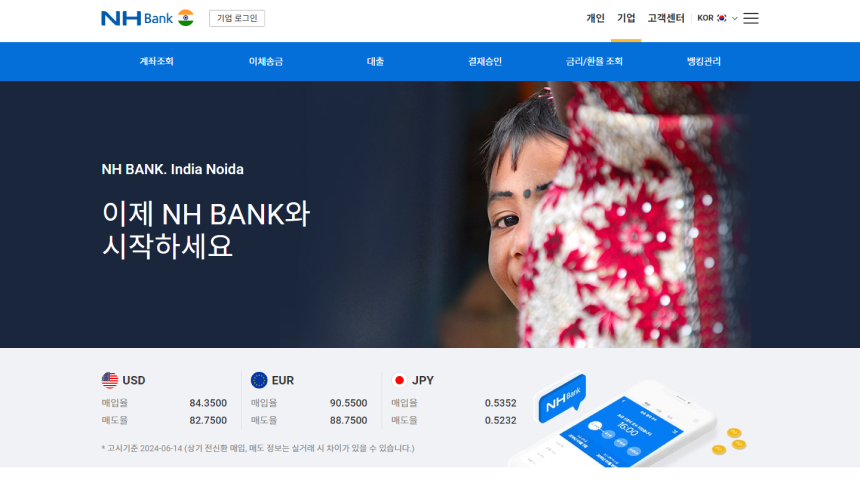 NH Bank
기업 로그인
개인 기업 고객센터 KOR
계좌조회 이체송금 대출 결재승인 금리/환율 조회 뱅킹관리
NH BANK. India Noida
이제 NH BANK와
시작하세요
USD
매입율 84.3500
매도율 82.7500
EUR
매입율 90.5500
매도율 88.7500
JPY
매입율 0.5352
매도율 0.5232
* 고시기준 2024-06-14 (상기 전신환 매입, 매도 정보는 실거래 시 차이가 있을 수 있습니다.)
NH Bank
16:00